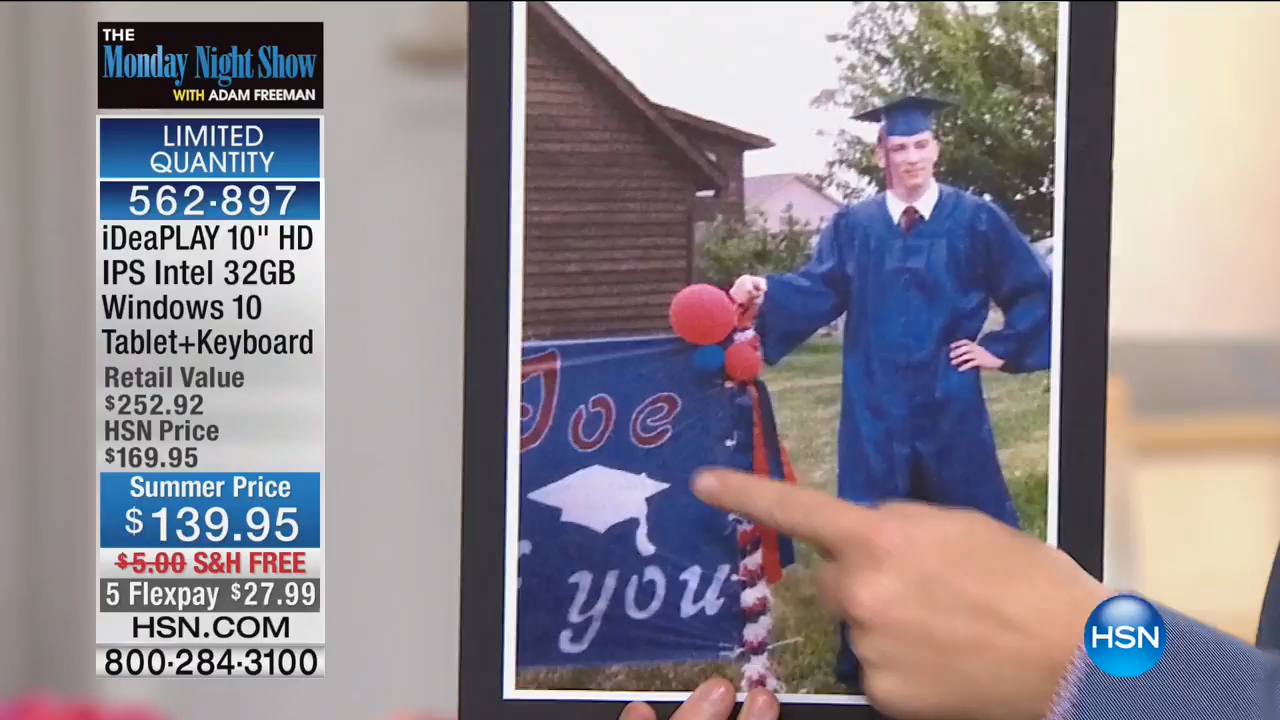 THE
Monday Night Show
WITH ADAM FREEMAN
LIMITED
QUANTITY
562·897
iDeaPLAY 10" HD
IPS Intel 32GB
Windows 10
Tablet+Keyboard
Retail Value
$252.92
HSN Price
$169.95
Summer Price
$139.95
$5.00 S&H FREE
5 Flexpay $27.99
HSN.COM
800·284·3100
Joe
you
HSN